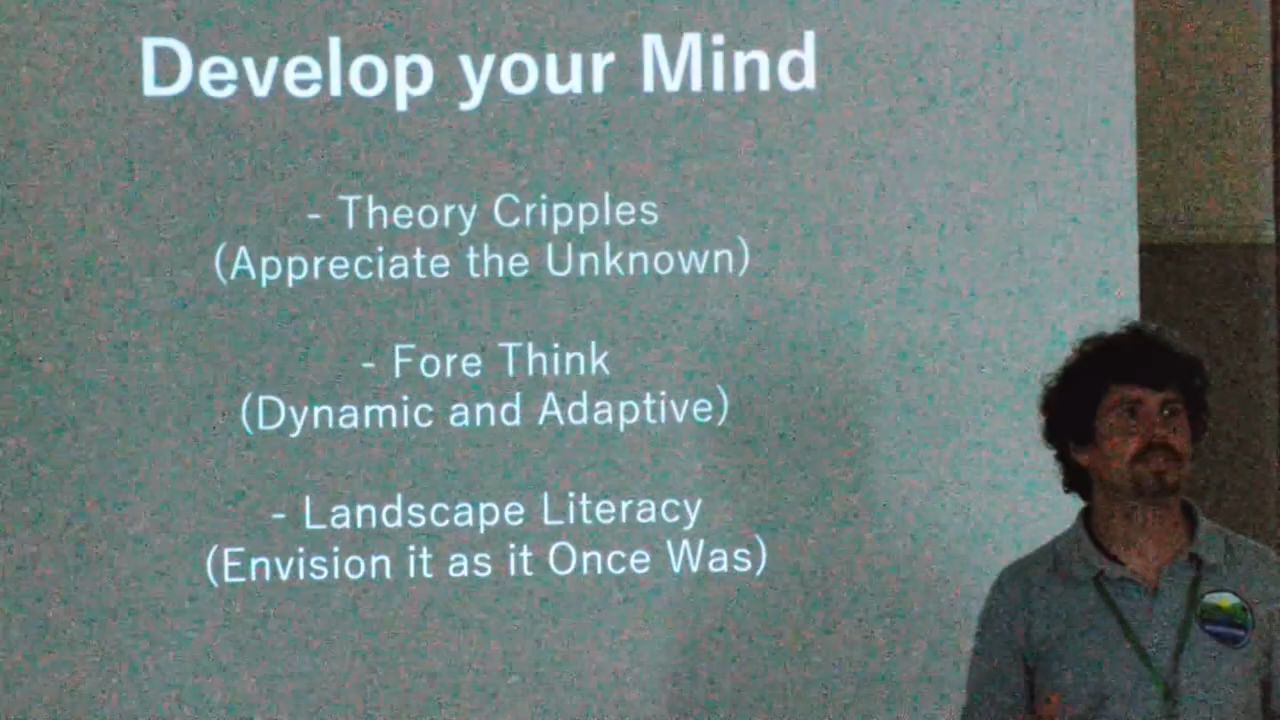 Develop your Mind
- Theory Cripples
(Appreciate the Unknown)
- Fore Think
(Dynamic and Adaptive)
- Landscape Literacy
(Envision it as it Once Was)